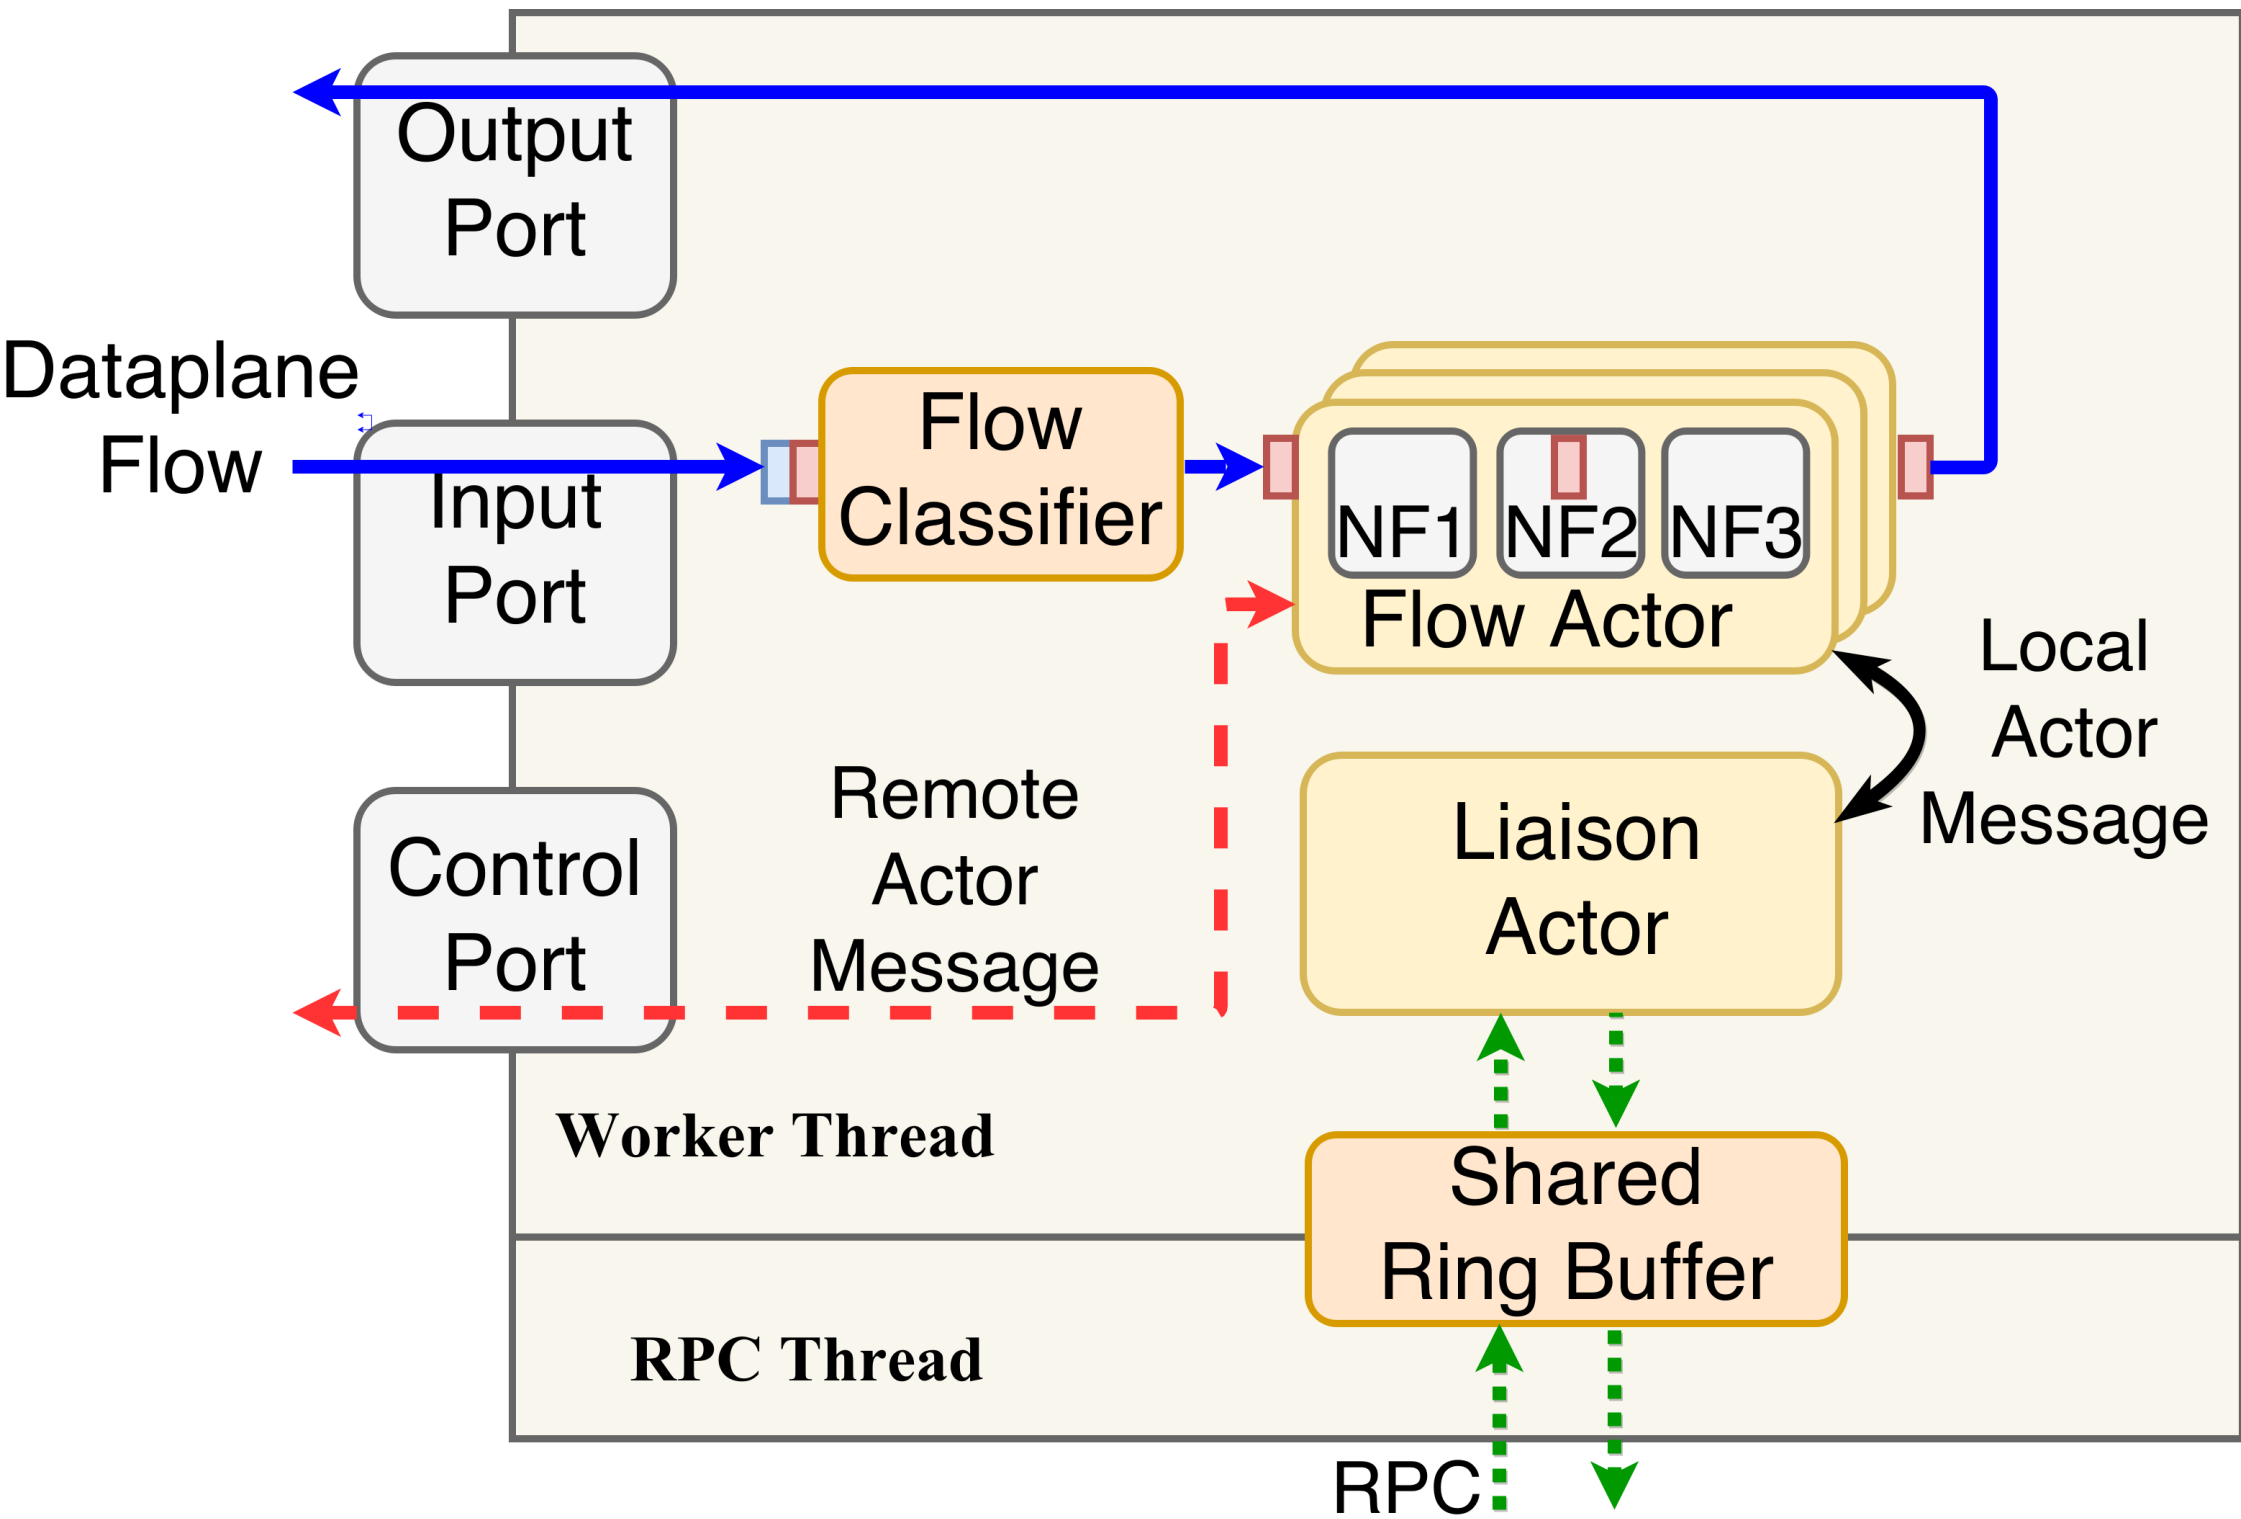 Output
Port
Dataplane
Flow
Input
Port
Flow
Classifier
NF1
NF2
NF3
Flow Actor
Local
Actor
Message
Remote
Actor
Message
Control
Port
Liaison
Actor
Worker Thread
Shared
Ring Buffer
RPC Thread
RPC